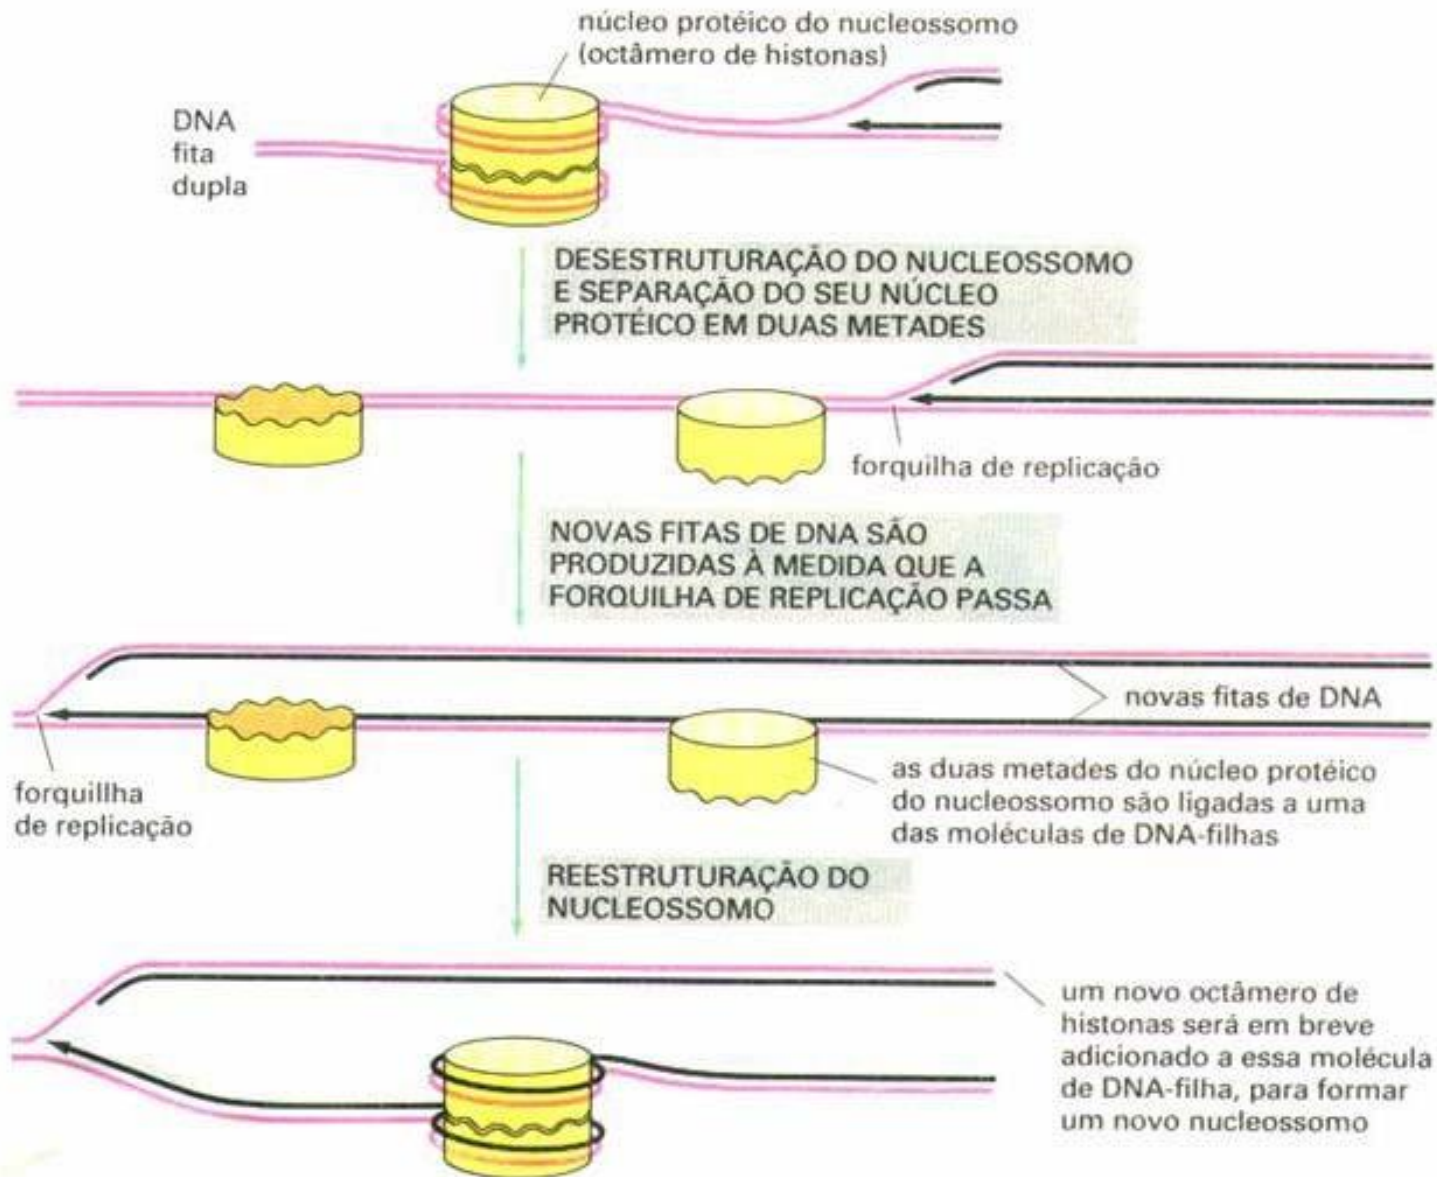 núcleo protéico do nucleossomo
(octâmero de histonas)
DNA
fita
dupla
DESESTRUTURAÇÃO DO NUCLEOSSOMO
E SEPARAÇÃO DO SEU NÚCLEO
PROTÉICO EM DUAS METADES
forquilha de replicação
NOVAS FITAS DE DNA SÃO
PRODUZIDAS À MEDIDA QUE A
FORQUILHA DE REPLICAÇÃO PASSA
novas fitas de DNA
forquillha
de replicação
as duas metades do núcleo protéico
do nucleossomo são ligadas a uma
das moléculas de DNA-filhas
REESTRUTURAÇÃO DO
NUCLEOSSOMO
um novo octâmero de
histonas será em breve
adicionado a essa molécula
de DNA-filha, para formar
um novo nucleossomo